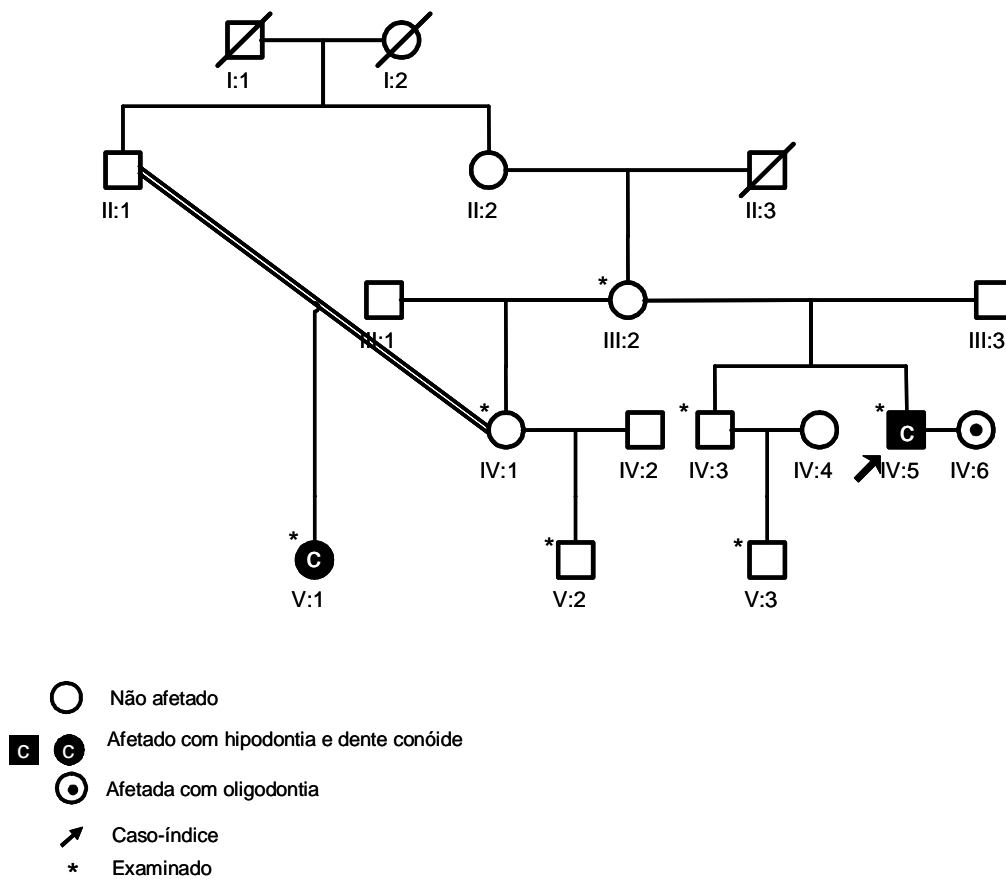 I:1 I:2
II:1 II:2 II:3
*
III:1 III:2 III:3
* * * C
IV:1 IV:2 IV:3 IV:4 IV:5 IV:6
* C * *
V:1 V:2 V:3
Não afetado
C C Afetado com hipodontia e dente conóide
Afetada com oligodontia
Caso-índice
* Examinado